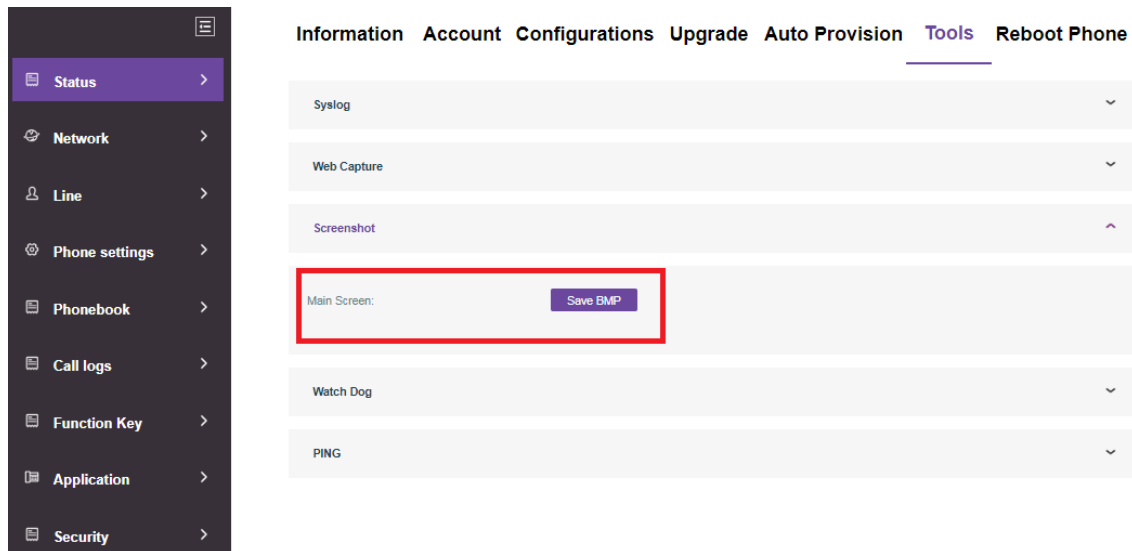 Information Account Configurations Upgrade Auto Provision Tools Reboot Phone
Status
Network
Line
Phone settings
Phonebook
Call logs
Function Key
Application
Security
Syslog
Web Capture
Screenshot
Main Screen: Save BMP
Watch Dog
PING